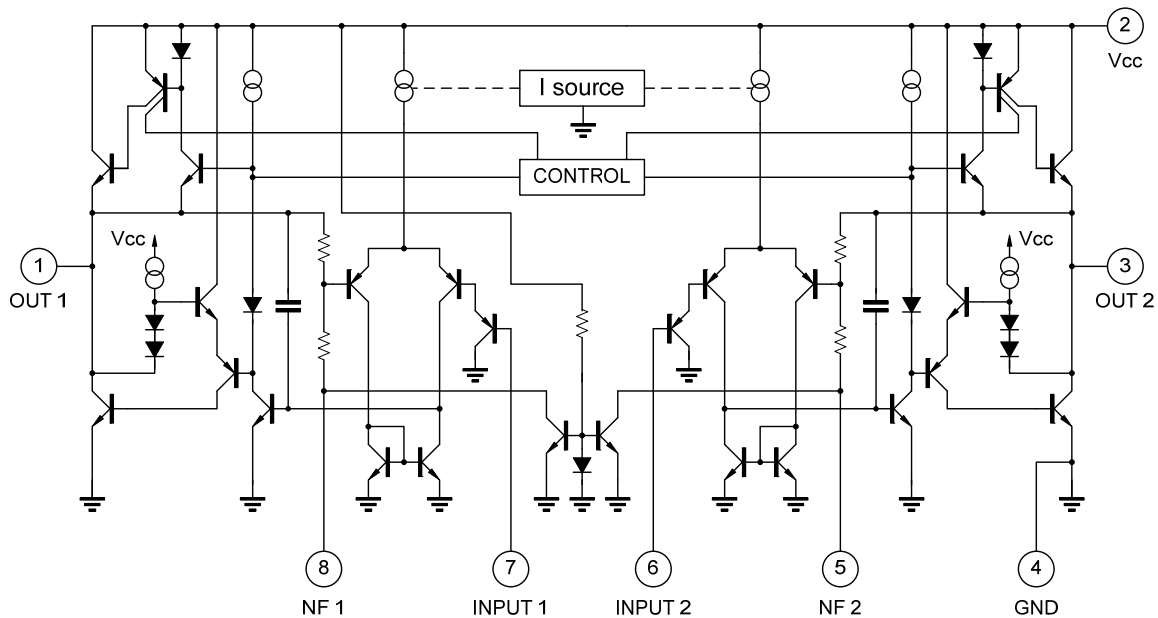 2
Vcc
I source
CONTROL
Vcc
Vcc
1
OUT 1
3
OUT 2
8
7
6
5
4
NF 1
INPUT 1
INPUT 2
NF 2
GND